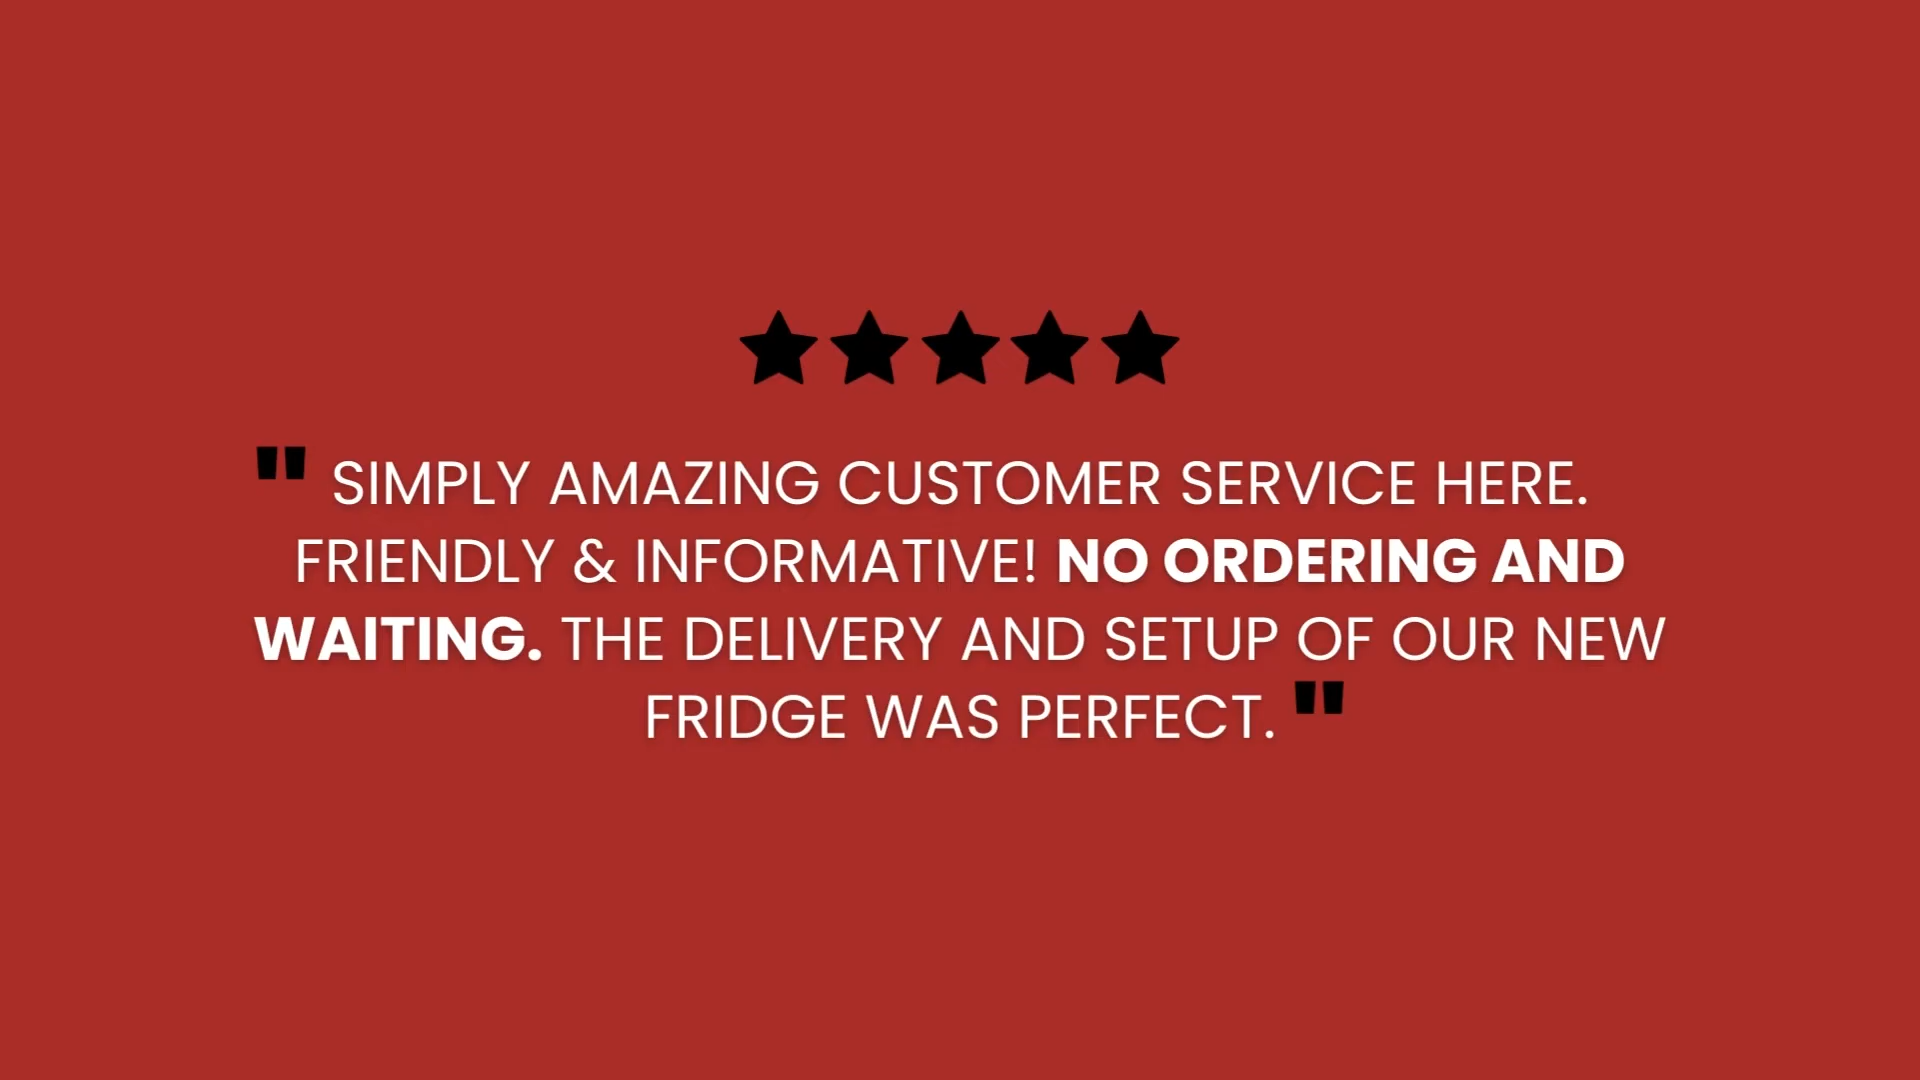 " SIMPLY AMAZING CUSTOMER SERVICE HERE.
FRIENDLY & INFORMATIVE! NO ORDERING AND
WAITING. THE DELIVERY AND SETUP OF OUR NEW
FRIDGE WAS PERFECT. "